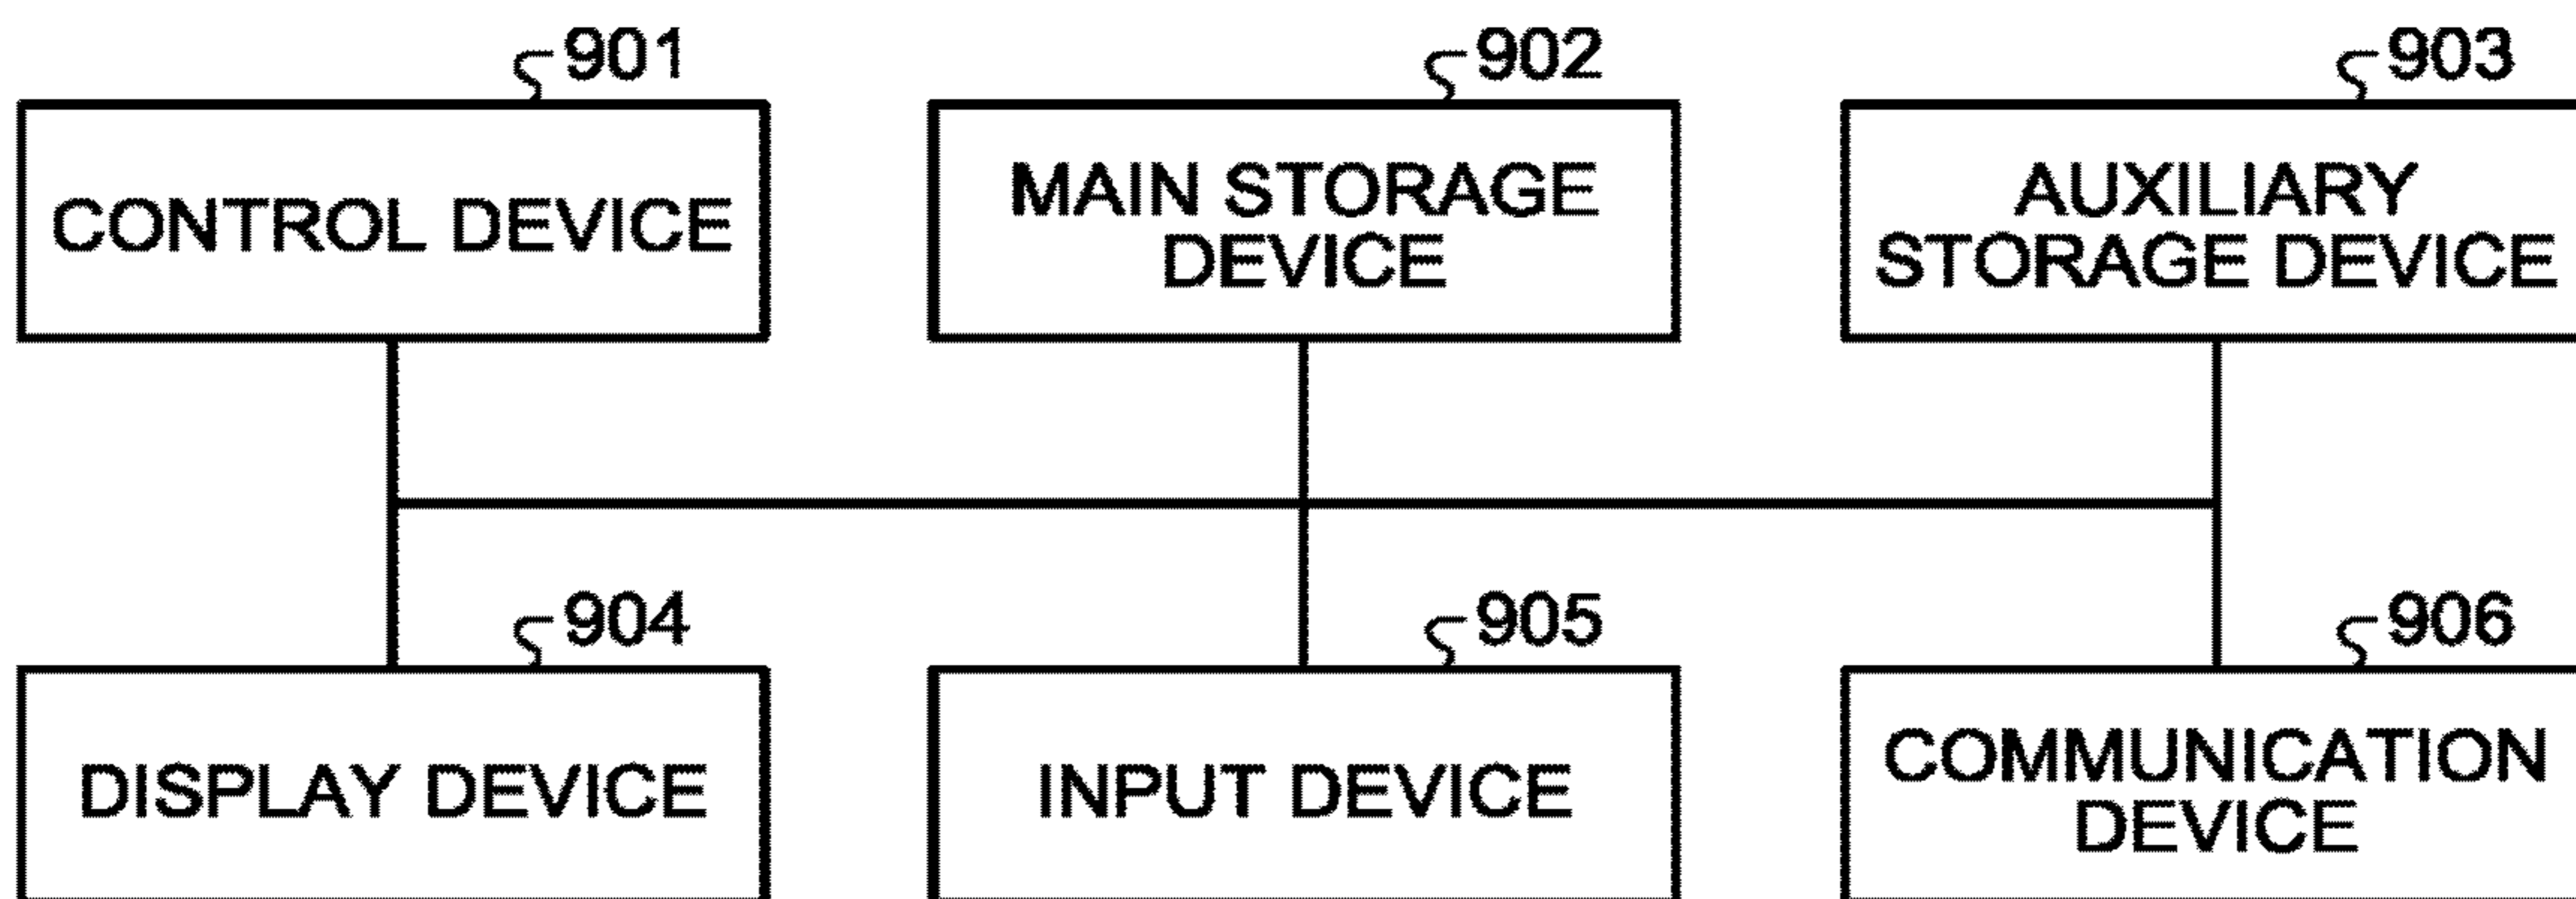 901
902
903
CONTROL DEVICE
MAIN STORAGE
DEVICE
AUXILIARY
STORAGE DEVICE
904
905
906
DISPLAY DEVICE
INPUT DEVICE
COMMUNICATION
DEVICE